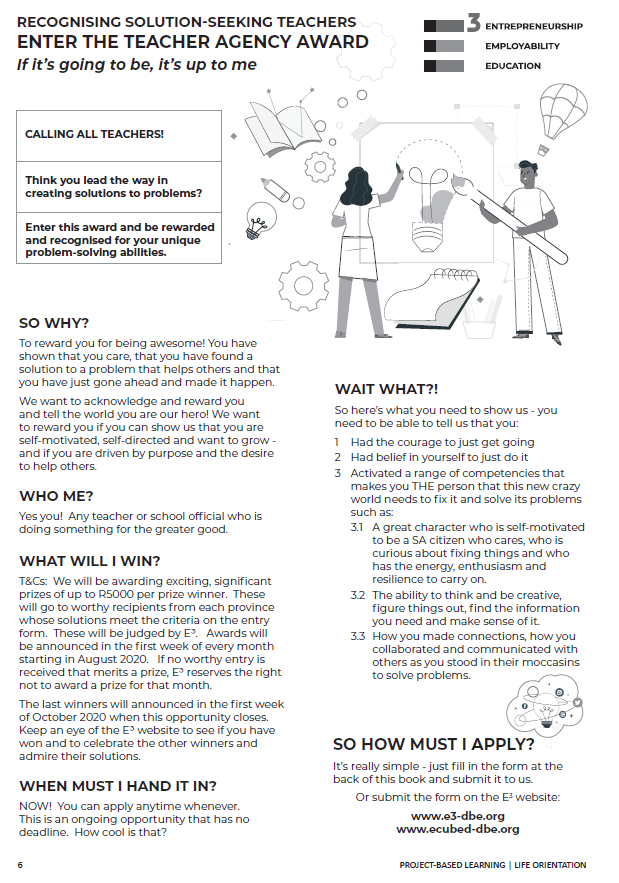 RECOGNISING SOLUTION-SEEKING TEACHERS
ENTER THE TEACHER AGENCY AWARD
If it's going to be, it's up to me
3 ENTREPRENEURSHIP
EMPLOYABILITY
EDUCATION
CALLING ALL TEACHERS!
Think you lead the way in
creating solutions to problems?
Enter this award and be rewarded
and recognised for your unique
problem-solving abilities.
SO WHY?
To reward you for being awesome! You have
shown that you care, that you have found a
solution to a problem that helps others and that
you have just gone ahead and made it happen.
We want to acknowledge and reward you
and tell the world you are our hero! We want
to reward you if you can show us that you are
self-motivated, self-directed and want to grow -
and if you are driven by purpose and the desire
to help others.
WHO ME?
Yes you! Any teacher or school official who is
doing something for the greater good.
WHAT WILL I WIN?
T&Cs: We will be awarding exciting, significant
prizes of up to R5000 per prize winner. These
will go to worthy recipients from each province
whose solutions meet the criteria on the entry
form. These will be judged by E³. Awards will
be announced in the first week of every month
starting in August 2020. If no worthy entry is
received that merits a prize, E³ reserves the right
not to award a prize for that month.
The last winners will announced in the first week
of October 2020 when this opportunity closes.
Keep an eye of the E³ website to see if you have
won and to celebrate the other winners and
admire their solutions.
WHEN MUST I HAND IT IN?
NOW! You can apply anytime whenever.
This is an ongoing opportunity that has no
deadline. How cool is that?
WAIT WHAT?!
So here's what you need to show us - you
need to be able to tell us that you:
1 Had the courage to just get going
2 Had belief in yourself to just do it
3 Activated a range of competencies that
makes you THE person that this new crazy
world needs to fix it and solve its problems
such as:
3.1 A great character who is self-motivated
to be a SA citizen who cares, who is
curious about fixing things and who
has the energy, enthusiasm and
resilience to carry on.
3.2 The ability to think and be creative,
figure things out, find the information
you need and make sense of it.
3.3 How you made connections, how you
collaborated and communicated with
others as you stood in their moccasins
to solve problems.
SO HOW MUST I APPLY?
It's really simple - just fill in the form at the
back of this book and submit it to us.
Or submit the form on the E³ website:
www.e3-dbe.org
www.ecubed-dbe.org
6
PROJECT-BASED LEARNING | LIFE ORIENTATION